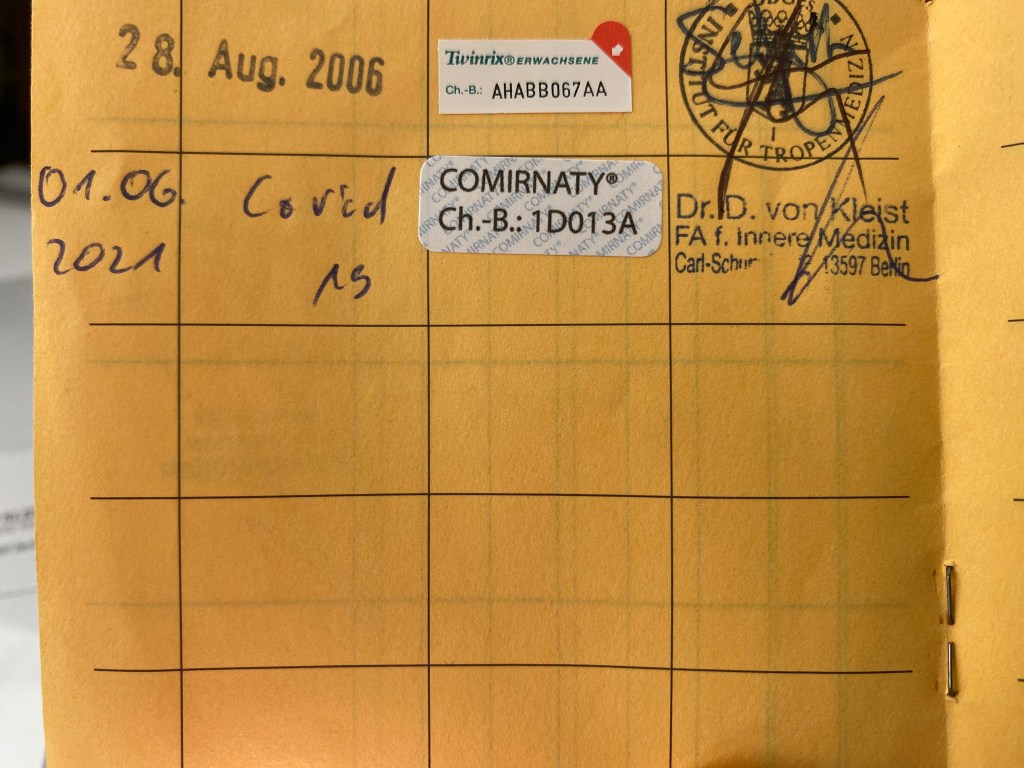 28. Aug. 2006
Twinrix® ERWACHSENE
Ch.-B.: AHABB067AA
INSTITUT FÜR TROPENMEDIZIN
01.06.
2021
Covid
19
COMIRNATY®
Ch.-B.: 1D013A
Dr. D. von Kleist
FA f. Innere Medizin
13597 Berlin